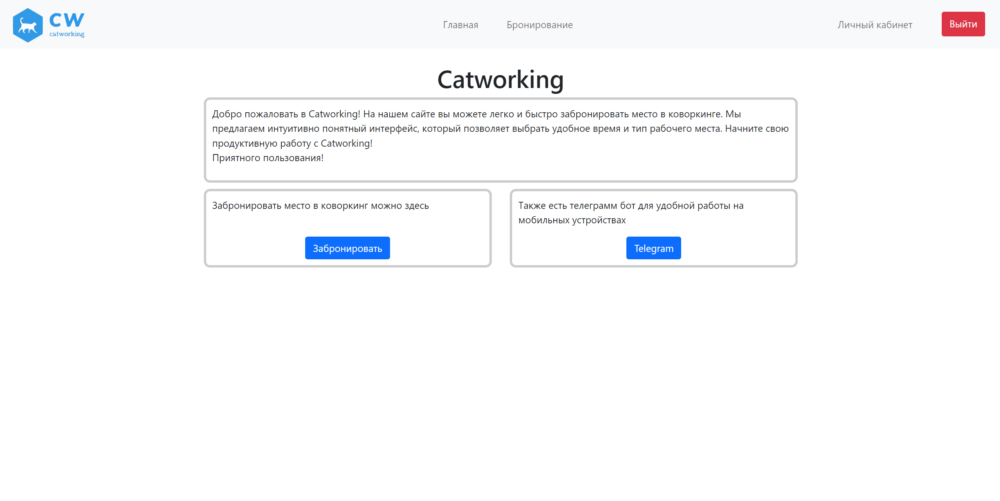 CW
catworking
Главная
Бронирование
Личный кабинет
Выйти
Catworking
Добро пожаловать в Catworking! На нашем сайте вы можете легко и быстро забронировать место в коворкинге. Мы
предлагаем интуитивно понятный интерфейс, который позволяет выбрать удобное время и тип рабочего места. Начните свою
продуктивную работу с Catworking!
Приятного пользования!
Забронировать место в коворкинг можно здесь
Забронировать
Также есть телеграмм бот для удобной работы на
мобильных устройствах
Telegram